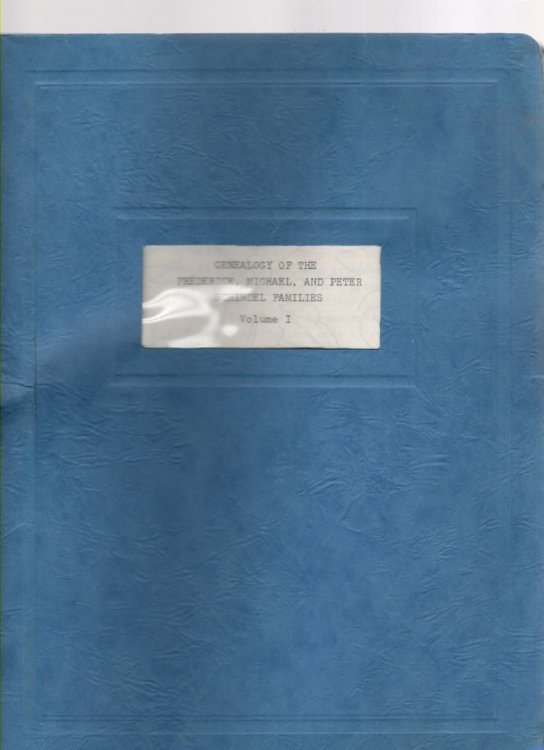 GENEALOGY OF THE
FREDERICK, MICHAEL, AND PETER
FAMILIES
Volume I